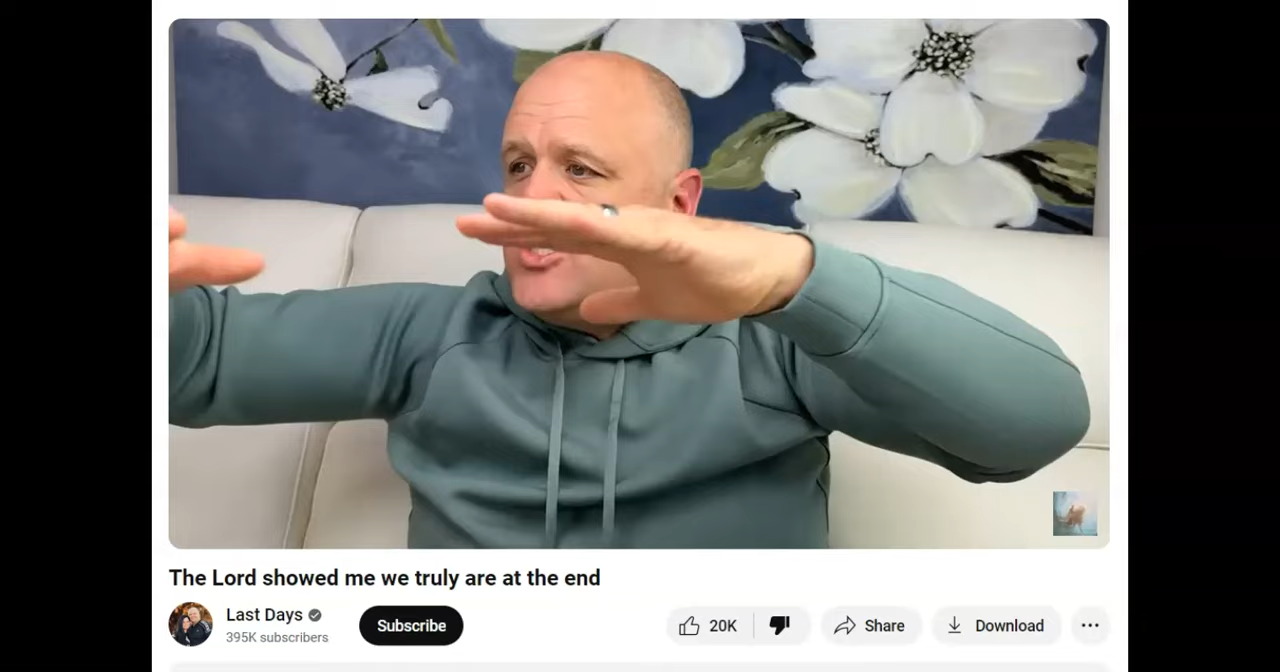 The Lord showed me we truly are at the end
Last Days
395K subscribers
Subscribe
20K
Share
Download